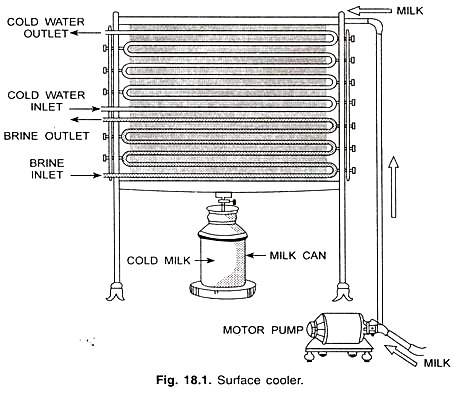 COLD WATER
OUTLET
MILK
COLD WATER
INLET
BRINE OUTLET
BRINE
INLET
COLD MILK
MILK CAN
MOTOR PUMP
MILK
Fig. 18.1. Surface cooler.